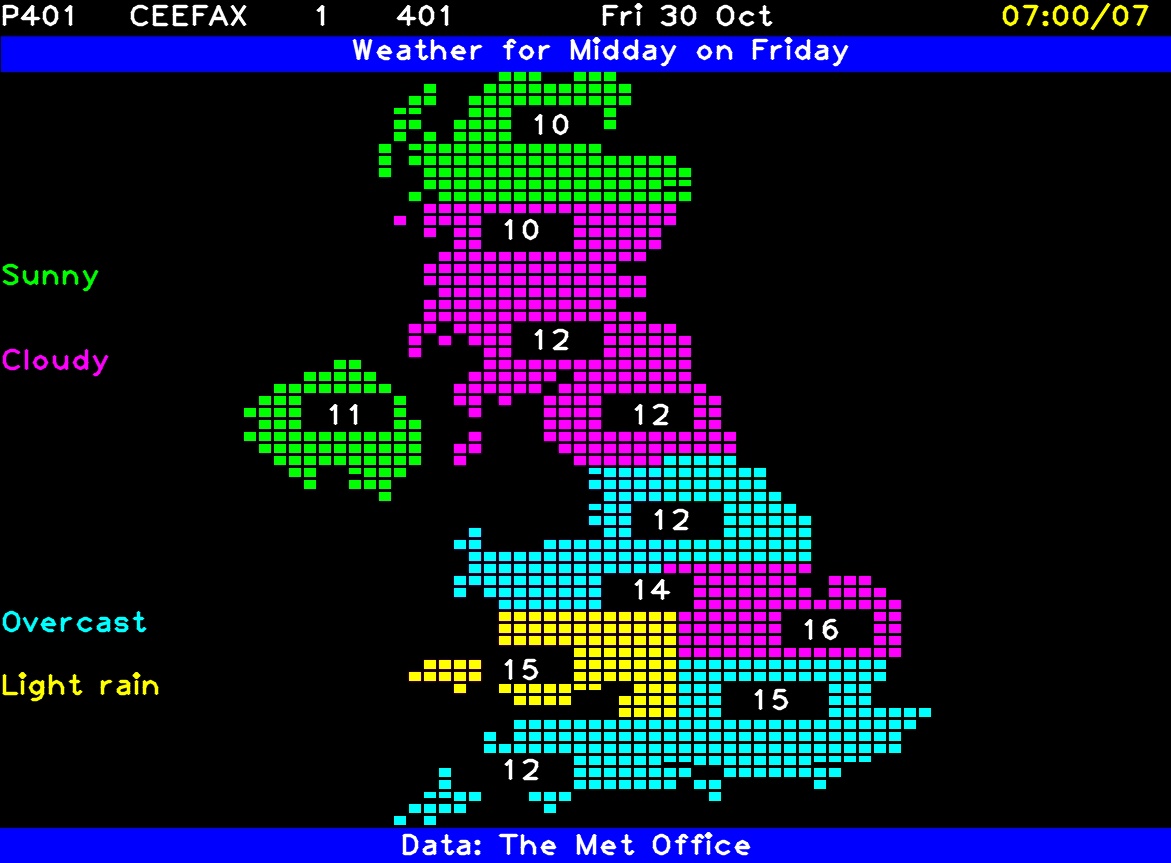 P401 CEEFAX 1 401 Fri 30 Oct 07:00/07
Weather for Midday on Friday
10
10
Sunny
12
Cloudy
11
12
12
14
Overcast
16
15
Light rain
15
12
Data: The Met Office